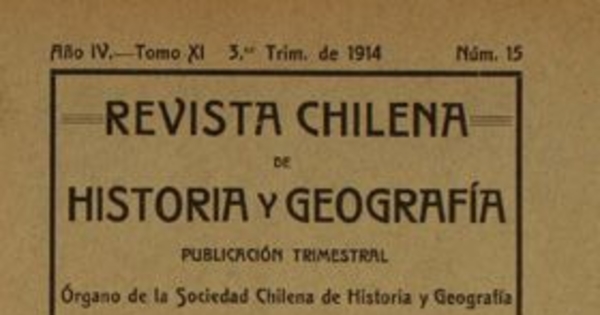 Año IV.—Tomo XI 3.er Trim. de 1914 Núm. 15
REVISTA CHILENA
DE
HISTORIA Y GEOGRAFÍA
PUBLICACIÓN TRIMESTRAL
Órgano de la Sociedad Chilena de Historia y Geografía